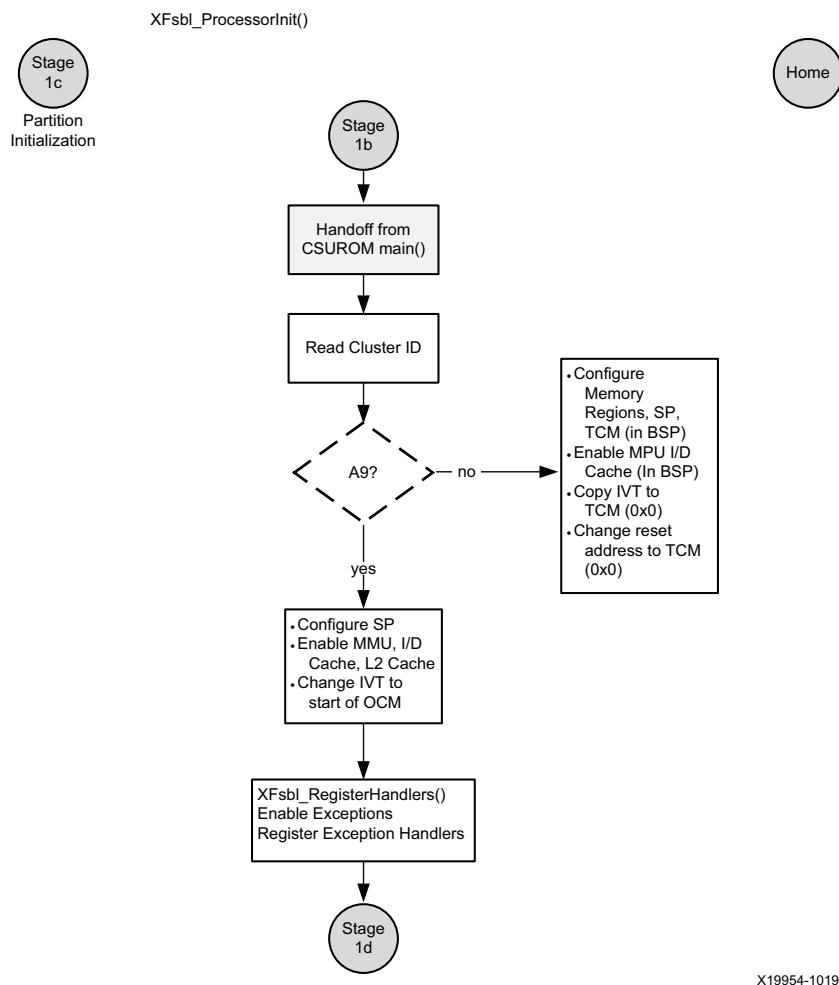 XFsbl_ProcessorInit()
Stage
1c
Partition
Initialization
Home
Stage
1b
Handoff from
CSUROM main()
Read Cluster ID
A9?
no
• Configure
Memory
Regions, SP,
TCM (in BSP)
• Enable MPU I/D
Cache (In BSP)
• Copy IVT to
TCM (0x0)
• Change reset
address to TCM
(0x0)
yes
• Configure SP
• Enable MMU, I/D
Cache, L2 Cache
• Change IVT to
start of OCM
XFsbl_RegisterHandlers()
Enable Exceptions
Register Exception Handlers
Stage
1d
X19954-1019